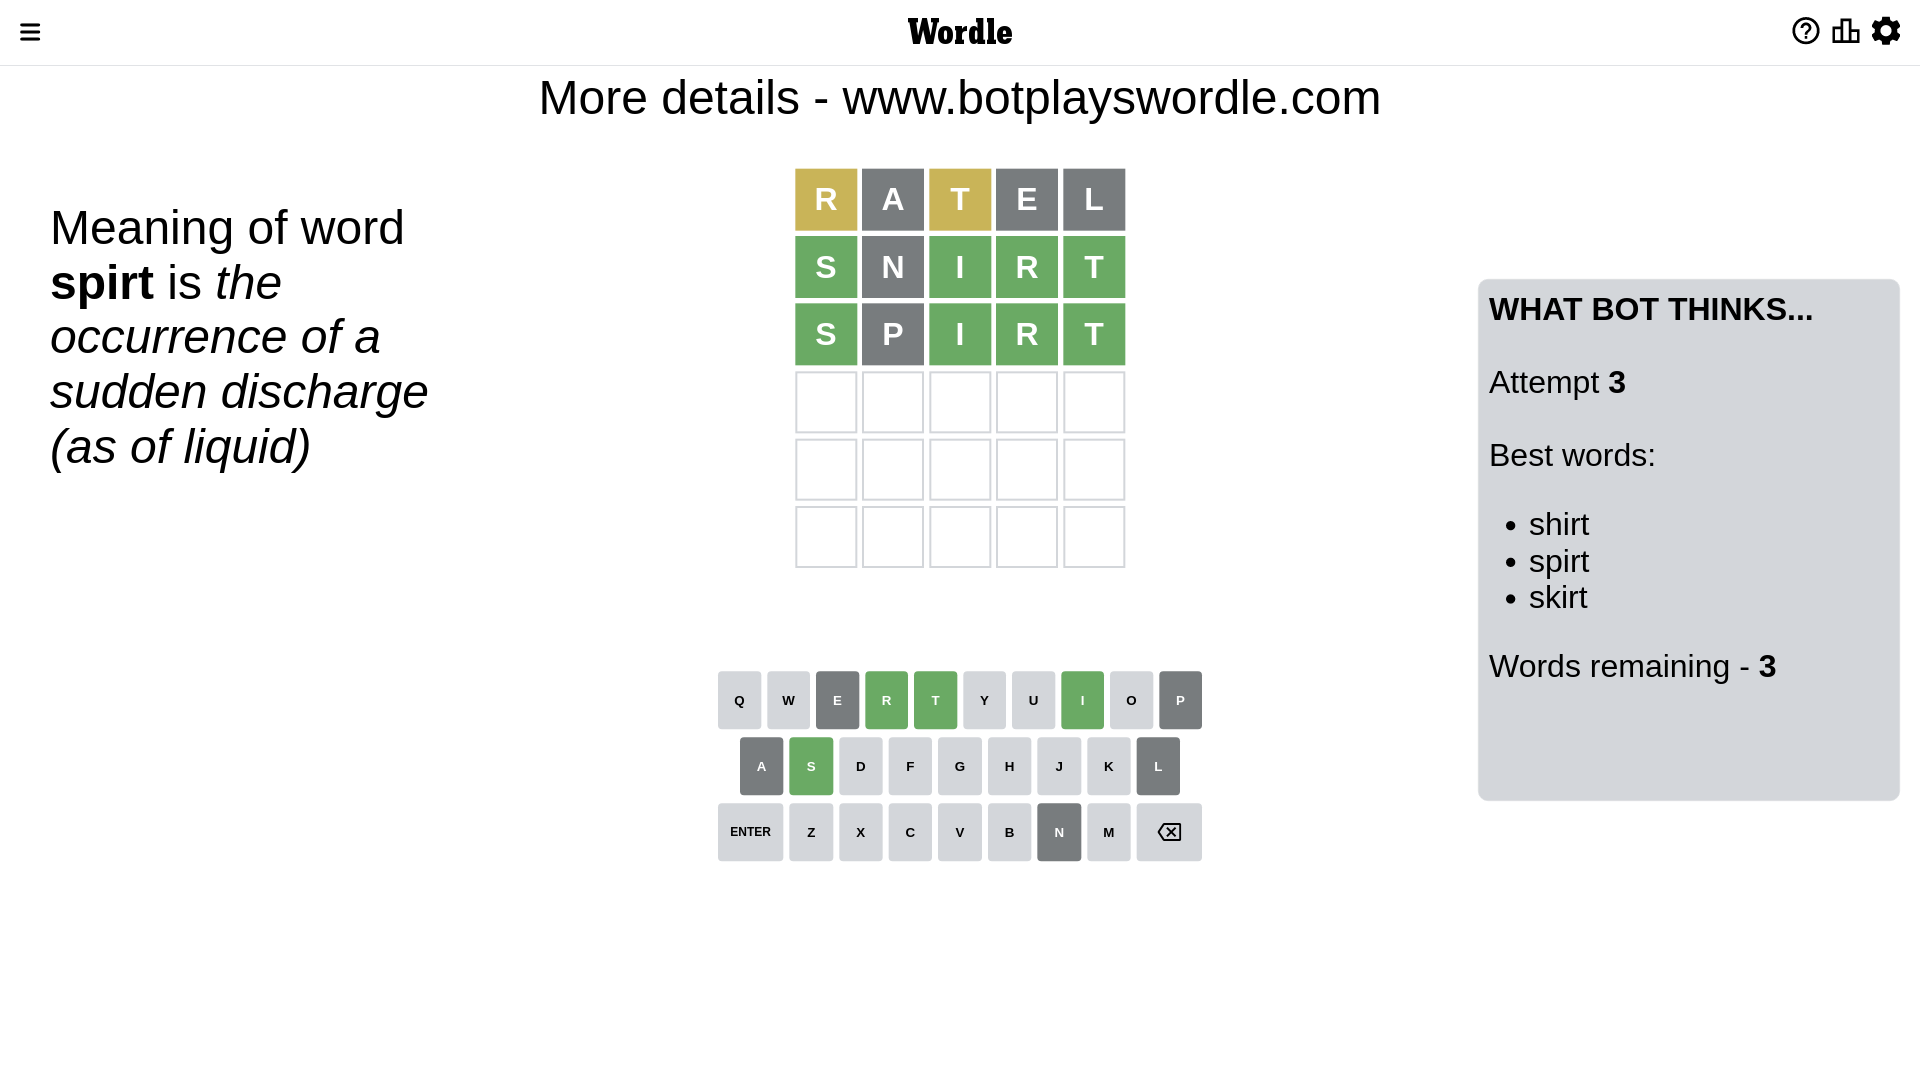 Wordle
More details - www.botplayswordle.com
Meaning of word
spirt is the
occurrence of a
sudden discharge
(as of liquid)
R A T E L
S N I R T
S P I R T
WHAT BOT THINKS...
Attempt 3
Best words:
• shirt
• spirt
• skirt
Words remaining - 3
Q W E R T Y U I O P
A S D F G H J K L
ENTER Z X C V B N M